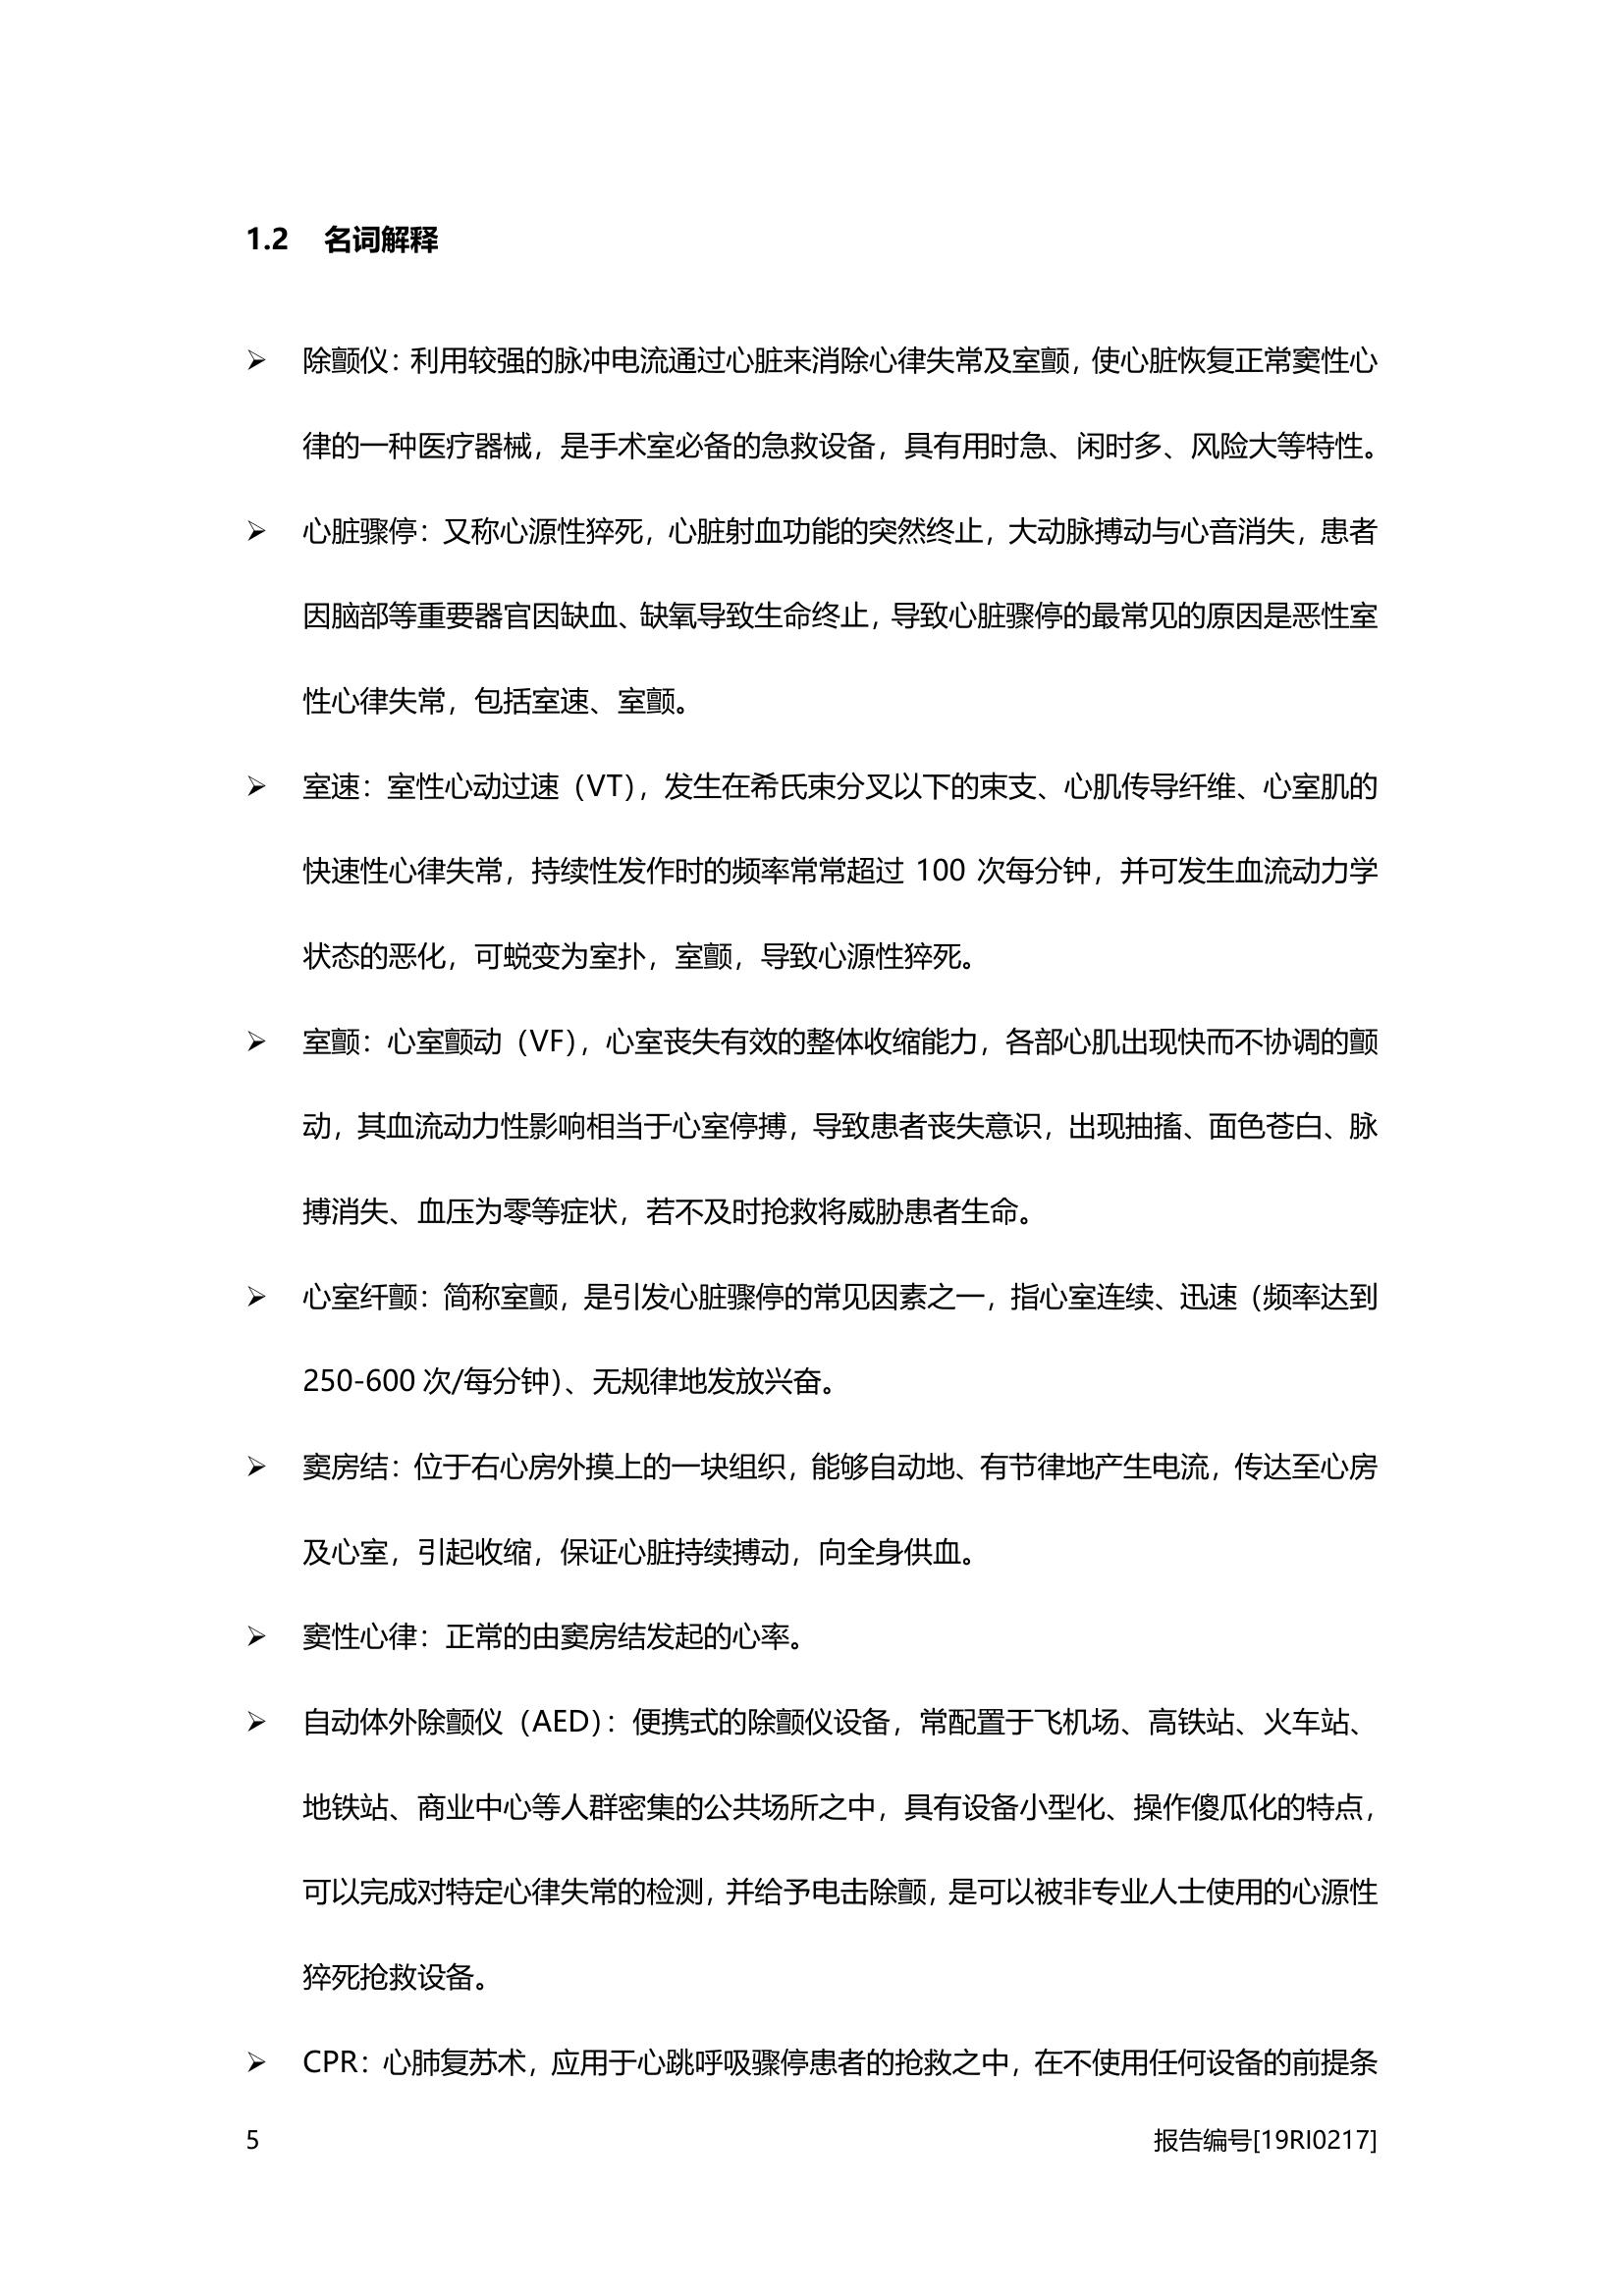 1.2 名词解释
➢ 除颤仪：利用较强的脉冲电流通过心脏来消除心律失常及室颤，使心脏恢复正常窦性心
律的一种医疗器械，是手术室必备的急救设备，具有用时急、闲时多、风险大等特性。
➢ 心脏骤停：又称心源性猝死，心脏射血功能的突然终止，大动脉搏动与心音消失，患者
因脑部等重要器官因缺血、缺氧导致生命终止，导致心脏骤停的最常见的原因是恶性室
性心律失常，包括室速、室颤。
➢ 室速：室性心动过速（VT），发生在希氏束分叉以下的束支、心肌传导纤维、心室肌的
快速性心律失常，持续性发作时的频率常常超过 100 次每分钟，并可发生血流动力学
状态的恶化，可蜕变为室扑，室颤，导致心源性猝死。
➢ 室颤：心室颤动（VF），心室丧失有效的整体收缩能力，各部心肌出现快而不协调的颤
动，其血流动力性影响相当于心室停搏，导致患者丧失意识，出现抽搐、面色苍白、脉
搏消失、血压为零等症状，若不及时抢救将威胁患者生命。
➢ 心室纤颤：简称室颤，是引发心脏骤停的常见因素之一，指心室连续、迅速（频率达到
250-600 次/每分钟）、无规律地发放兴奋。
➢ 窦房结：位于右心房外摸上的一块组织，能够自动地、有节律地产生电流，传达至心房
及心室，引起收缩，保证心脏持续搏动，向全身供血。
➢ 窦性心律：正常的由窦房结发起的心率。
➢ 自动体外除颤仪（AED）：便携式的除颤仪设备，常配置于飞机场、高铁站、火车站、
地铁站、商业中心等人群密集的公共场所之中，具有设备小型化、操作傻瓜化的特点，
可以完成对特定心律失常的检测，并给予电击除颤，是可以被非专业人士使用的心源性
猝死抢救设备。
➢ CPR：心肺复苏术，应用于心跳呼吸骤停患者的抢救之中，在不使用任何设备的前提条
5 报告编号[19RI0217]